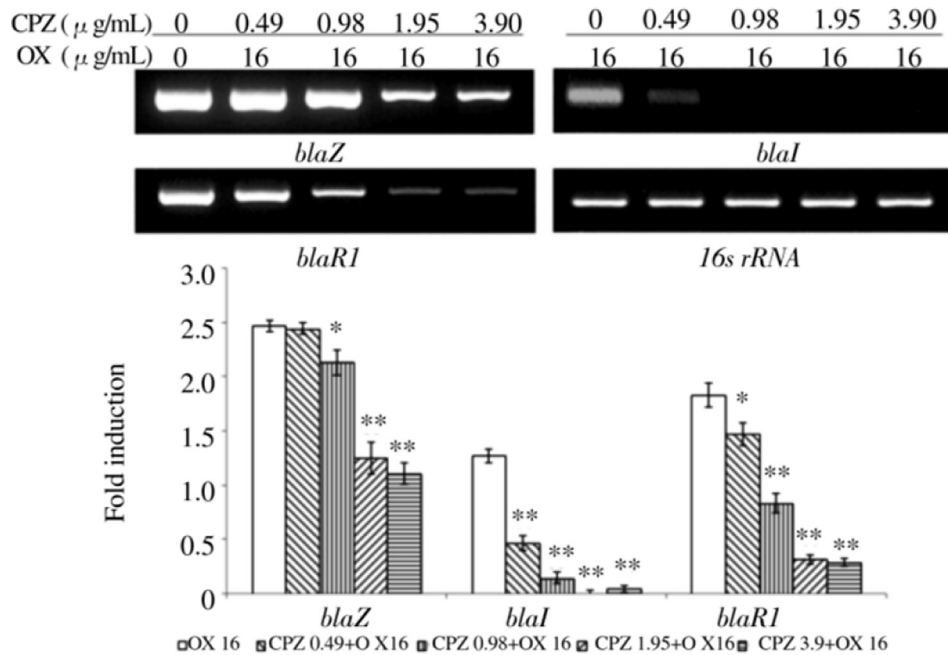 CPZ (μ g/mL) 0 0.49 0.98 1.95 3.90 0 0.49 0.98 1.95 3.90
OX (μ g/mL) 0 16 16 16 16 16 16 16 16 16
blaZ blaI
blaR1 16s rRNA
3.0
2.5
2.0
1.5
1.0
0.5
0
Fold induction
*
**
**
**
**
**
**
*
**
**
**
blaZ blaI blaR1
OX 16 CPZ 0.49+O X16 CPZ 0.98+OX 16 CPZ 1.95+O X16 CPZ 3.9+OX 16